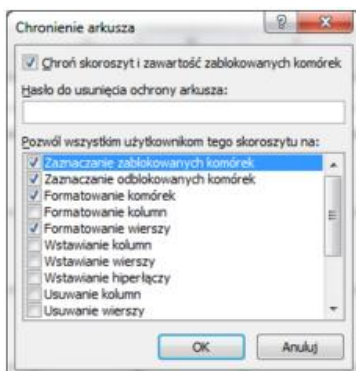 Chronienie arkusza
Chroń skoroszyt i zawartość zablokowanych komórek
Hasło do usunięcia ochrony arkusza:
Pozwól wszystkim użytkownikom tego skoroszytu na:
Zaznaczanie zablokowanych komórek
Zaznaczanie odblokowanych komórek
Formatowanie komórek
Formatowanie kolumn
Formatowanie wierszy
Wstawianie kolumn
Wstawianie wierszy
Wstawianie hiperłączy
Usuwanie kolumn
Usuwanie wierszy
OK Anuluj